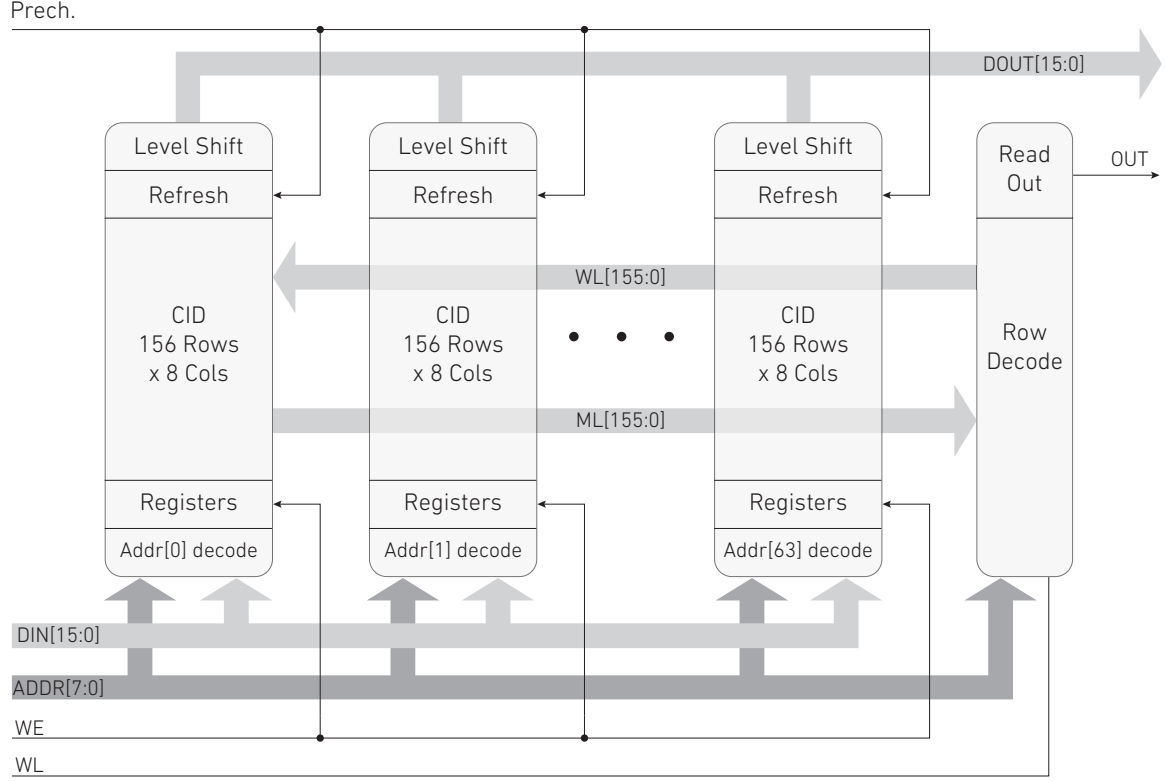 Prech.
DOUT[15:0]
Level Shift
Level Shift
Level Shift
Read
Out
OUT
Refresh
Refresh
Refresh
WL[155:0]
CID
156 Rows
x 8 Cols
CID
156 Rows
x 8 Cols
CID
156 Rows
x 8 Cols
Row
Decode
ML[155:0]
Registers
Registers
Registers
Addr[0] decode
Addr[1] decode
Addr[63] decode
DIN[15:0]
ADDR[7:0]
WE
WL